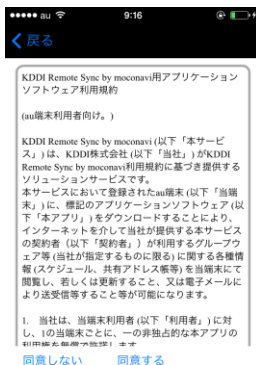 au 9:16
戻る
KDDI Remote Sync by moconavi用アプリケーション
ソフトウェア利用規約
(au端末利用者向け。)
KDDI Remote Sync by moconavi (以下「本サービ
ス」) は、KDDI株式会社 (以下「当社」) がKDDI
Remote Sync by moconavi利用規約に基づき提供する
ソリューションサービスです。
本サービスにおいて登録されたau端末 (以下「当端
末」) に、標記のアプリケーションソフトウェア (以
下「本アプリ」) をダウンロードすることにより、
インターネットを介して当社が提供する本サービス
の契約者 (以下「契約者」) が利用するグループウ
ェア等 (当社が指定するものに限る) に関する各種情
報 (スケジュール、共有アドレス帳等) を当端末にて
閲覧し、若しくは更新すること、又は電子メールに
より送受信等すること等が可能になります。
1. 当社は、当端末利用者 (以下「利用者」) に対
し、1の当端末ごとに、一の非独占的な本アプリの
利用権を無償で許諾します
同意しない 同意する